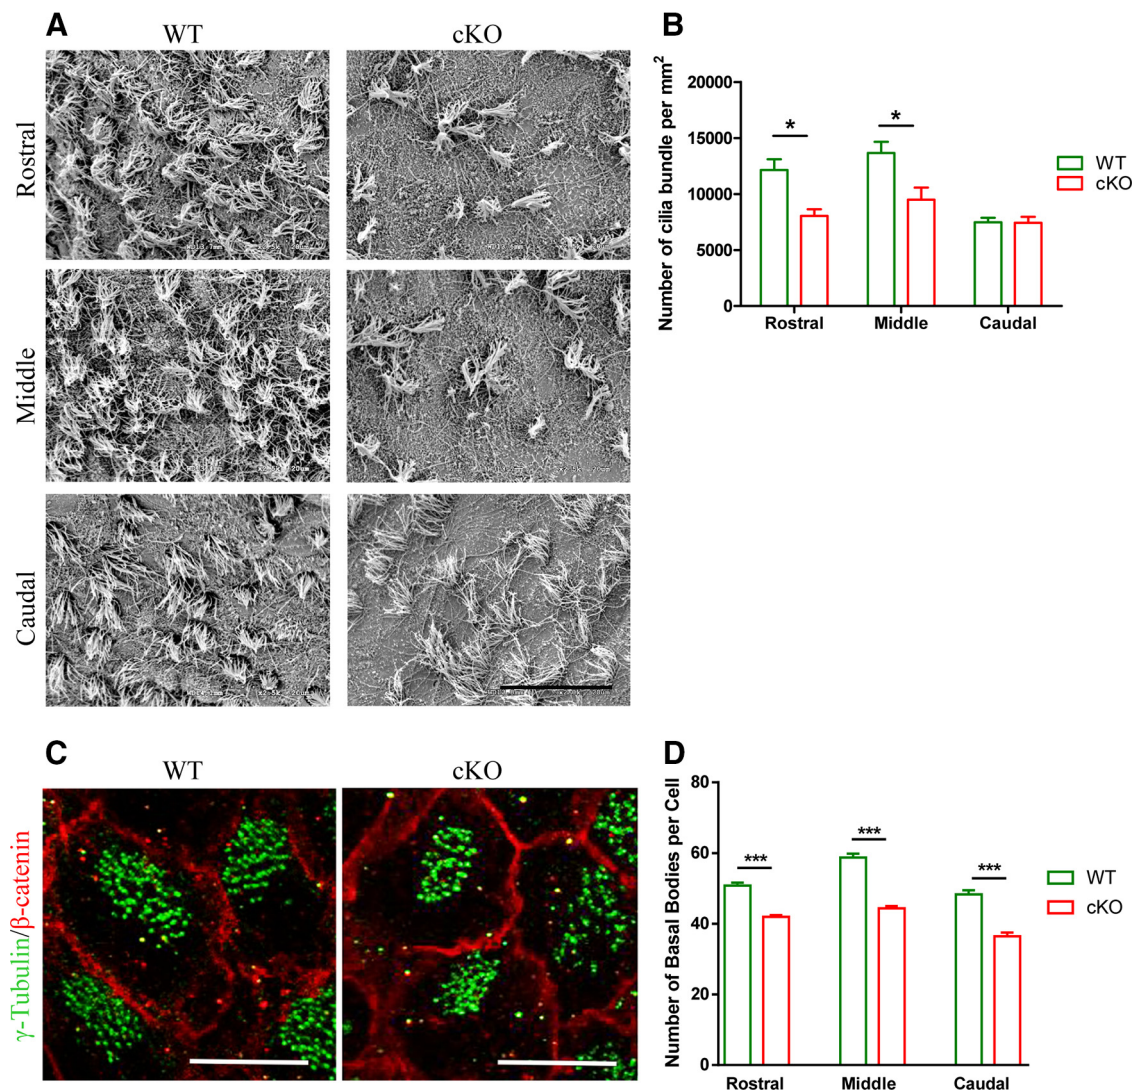 A
WT
cKO
Rostral
Middle
Caudal
B
Number of cilia bundle per mm2
20000
15000
10000
5000
0
*
*
Rostral
Middle
Caudal
WT
cKO
C
WT
cKO
γ-Tubulin/β-catenin
D
Number of Basal Bodies per Cell
80
60
40
20
0
***
***
***
Rostral
Middle
Caudal
WT
cKO